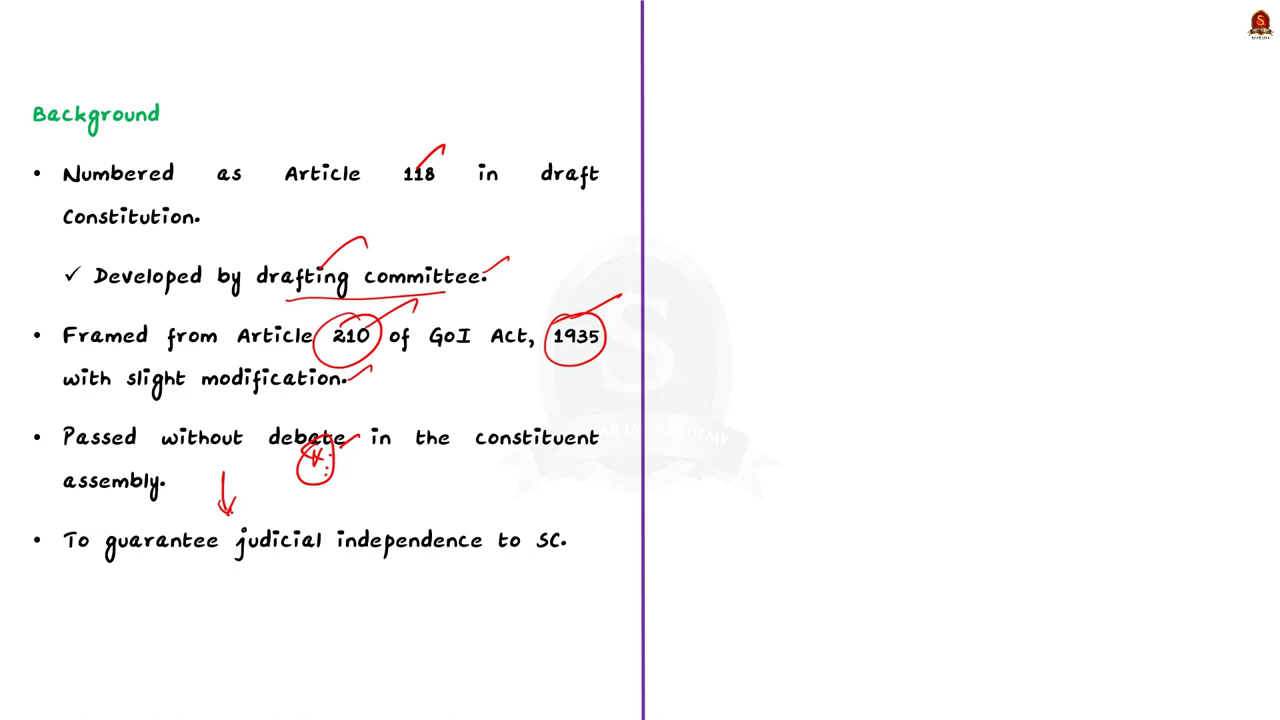 Background
• Numbered as Article 118 in draft
Constitution.
✓ Developed by drafting committee.
• Framed from Article 210 of GoI Act, 1935
with slight modification.
• Passed without debate in the constituent
assembly.
• To guarantee judicial independence to SC.